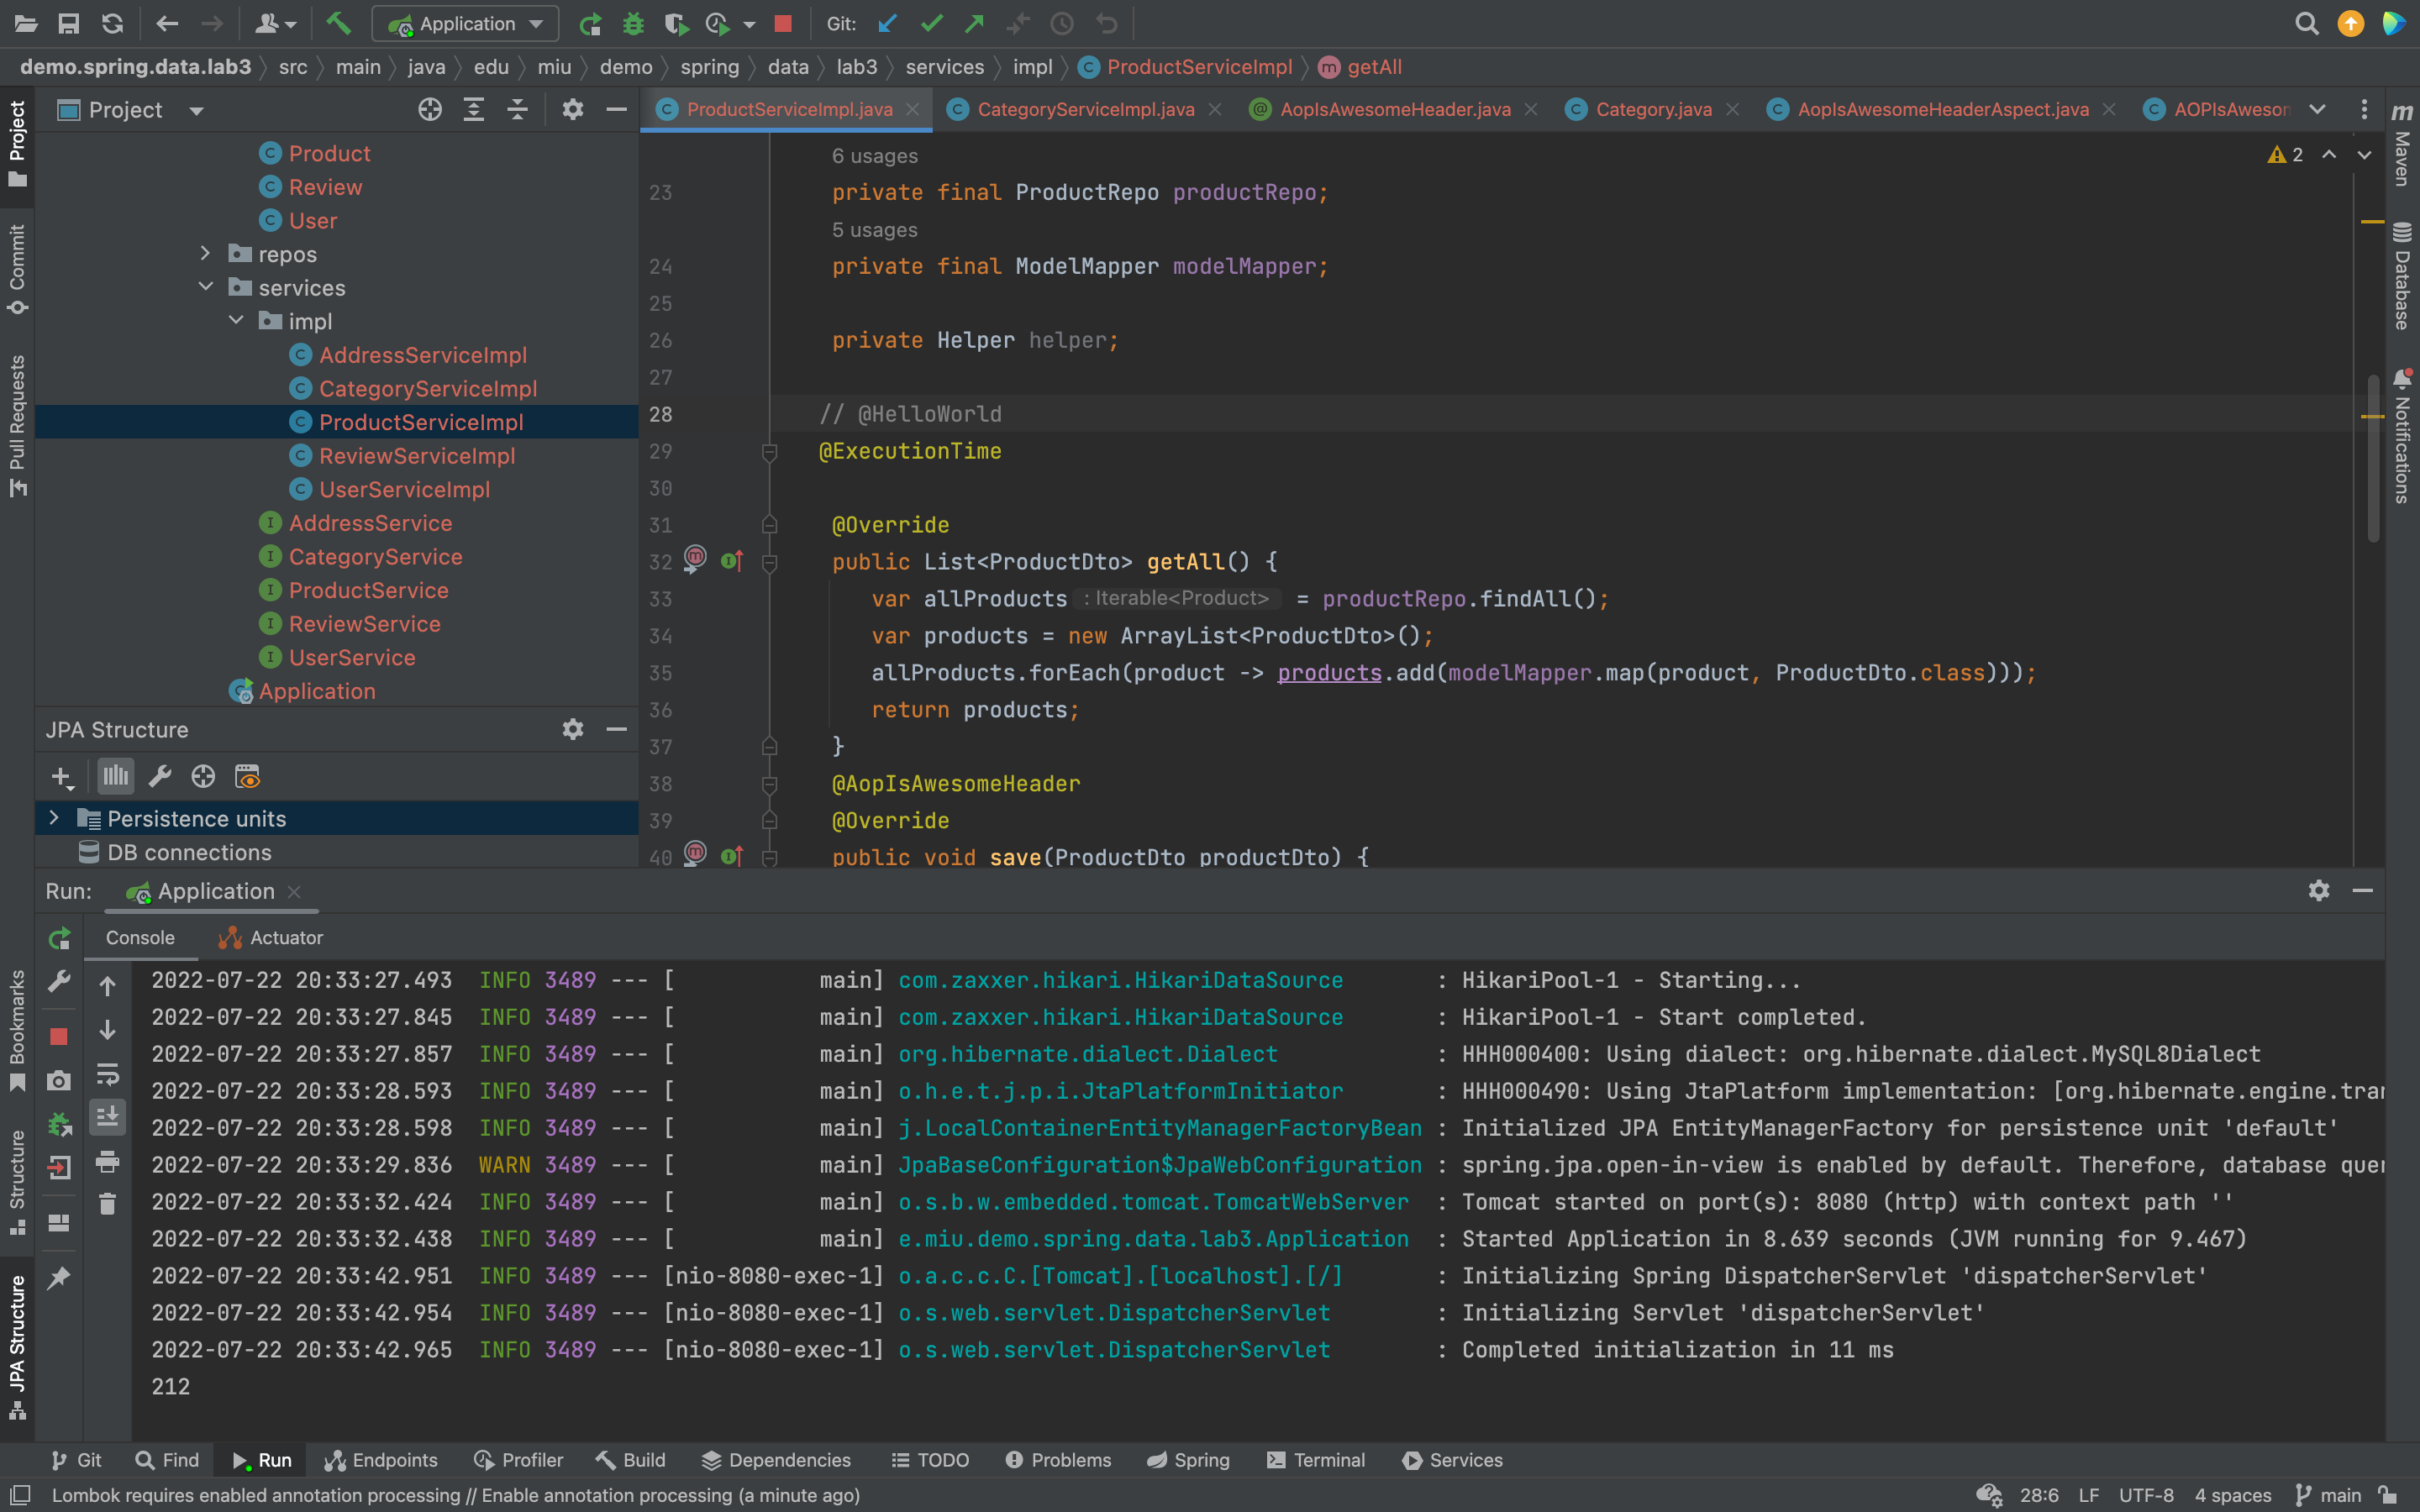 Application
Git:
demo.spring.data.lab3 src main java edu miu demo spring data lab3 services impl ProductServiceImpl getAll
Project
ProductServiceImpl.java CategoryServiceImpl.java AopIsAwesomeHeader.java Category.java AopIsAwesomeHeaderAspect.java AOPIsAweson
Project
Commit
Pull Requests
Bookmarks
Structure
JPA Structure
Product
Review
User
repos
services
impl
AddressServiceImpl
CategoryServiceImpl
ProductServiceImpl
ReviewServiceImpl
UserServiceImpl
AddressService
CategoryService
ProductService
ReviewService
UserService
Application
JPA Structure
Persistence units
DB connections
2
6 usages
23 private final ProductRepo productRepo;
5 usages
24 private final ModelMapper modelMapper;
25
26 private Helper helper;
27
28 // @HelloWorld
29 @ExecutionTime
30
31 @Override
32 public List<ProductDto> getAll() {
33 var allProducts : Iterable<Product> = productRepo.findAll();
34 var products = new ArrayList<ProductDto>();
35 allProducts.forEach(product -> products.add(modelMapper.map(product, ProductDto.class)));
36 return products;
37 }
38 @AopIsAwesomeHeader
39 @Override
40 public void save(ProductDto productDto) {
m
Maven
Database
Notifications
Run: Application
Console Actuator
2022-07-22 20:33:27.493 INFO 3489 --- [ main] com.zaxxer.hikari.HikariDataSource : HikariPool-1 - Starting...
2022-07-22 20:33:27.845 INFO 3489 --- [ main] com.zaxxer.hikari.HikariDataSource : HikariPool-1 - Start completed.
2022-07-22 20:33:27.857 INFO 3489 --- [ main] org.hibernate.dialect.Dialect : HHH000400: Using dialect: org.hibernate.dialect.MySQL8Dialect
2022-07-22 20:33:28.593 INFO 3489 --- [ main] o.h.e.t.j.p.i.JtaPlatformInitiator : HHH000490: Using JtaPlatform implementation: [org.hibernate.engine.tran
2022-07-22 20:33:28.598 INFO 3489 --- [ main] j.LocalContainerEntityManagerFactoryBean : Initialized JPA EntityManagerFactory for persistence unit 'default'
2022-07-22 20:33:29.836 WARN 3489 --- [ main] JpaBaseConfiguration$JpaWebConfiguration : spring.jpa.open-in-view is enabled by default. Therefore, database quer
2022-07-22 20:33:32.424 INFO 3489 --- [ main] o.s.b.w.embedded.tomcat.TomcatWebServer : Tomcat started on port(s): 8080 (http) with context path ''
2022-07-22 20:33:32.438 INFO 3489 --- [ main] e.miu.demo.spring.data.lab3.Application : Started Application in 8.639 seconds (JVM running for 9.467)
2022-07-22 20:33:42.951 INFO 3489 --- [nio-8080-exec-1] o.a.c.c.C.[Tomcat].[localhost].[/] : Initializing Spring DispatcherServlet 'dispatcherServlet'
2022-07-22 20:33:42.954 INFO 3489 --- [nio-8080-exec-1] o.s.web.servlet.DispatcherServlet : Initializing Servlet 'dispatcherServlet'
2022-07-22 20:33:42.965 INFO 3489 --- [nio-8080-exec-1] o.s.web.servlet.DispatcherServlet : Completed initialization in 11 ms
212
Git Find Run Endpoints Profiler Build Dependencies TODO Problems Spring Terminal Services
Lombok requires enabled annotation processing // Enable annotation processing (a minute ago) 28:6 LF UTF-8 4 spaces main